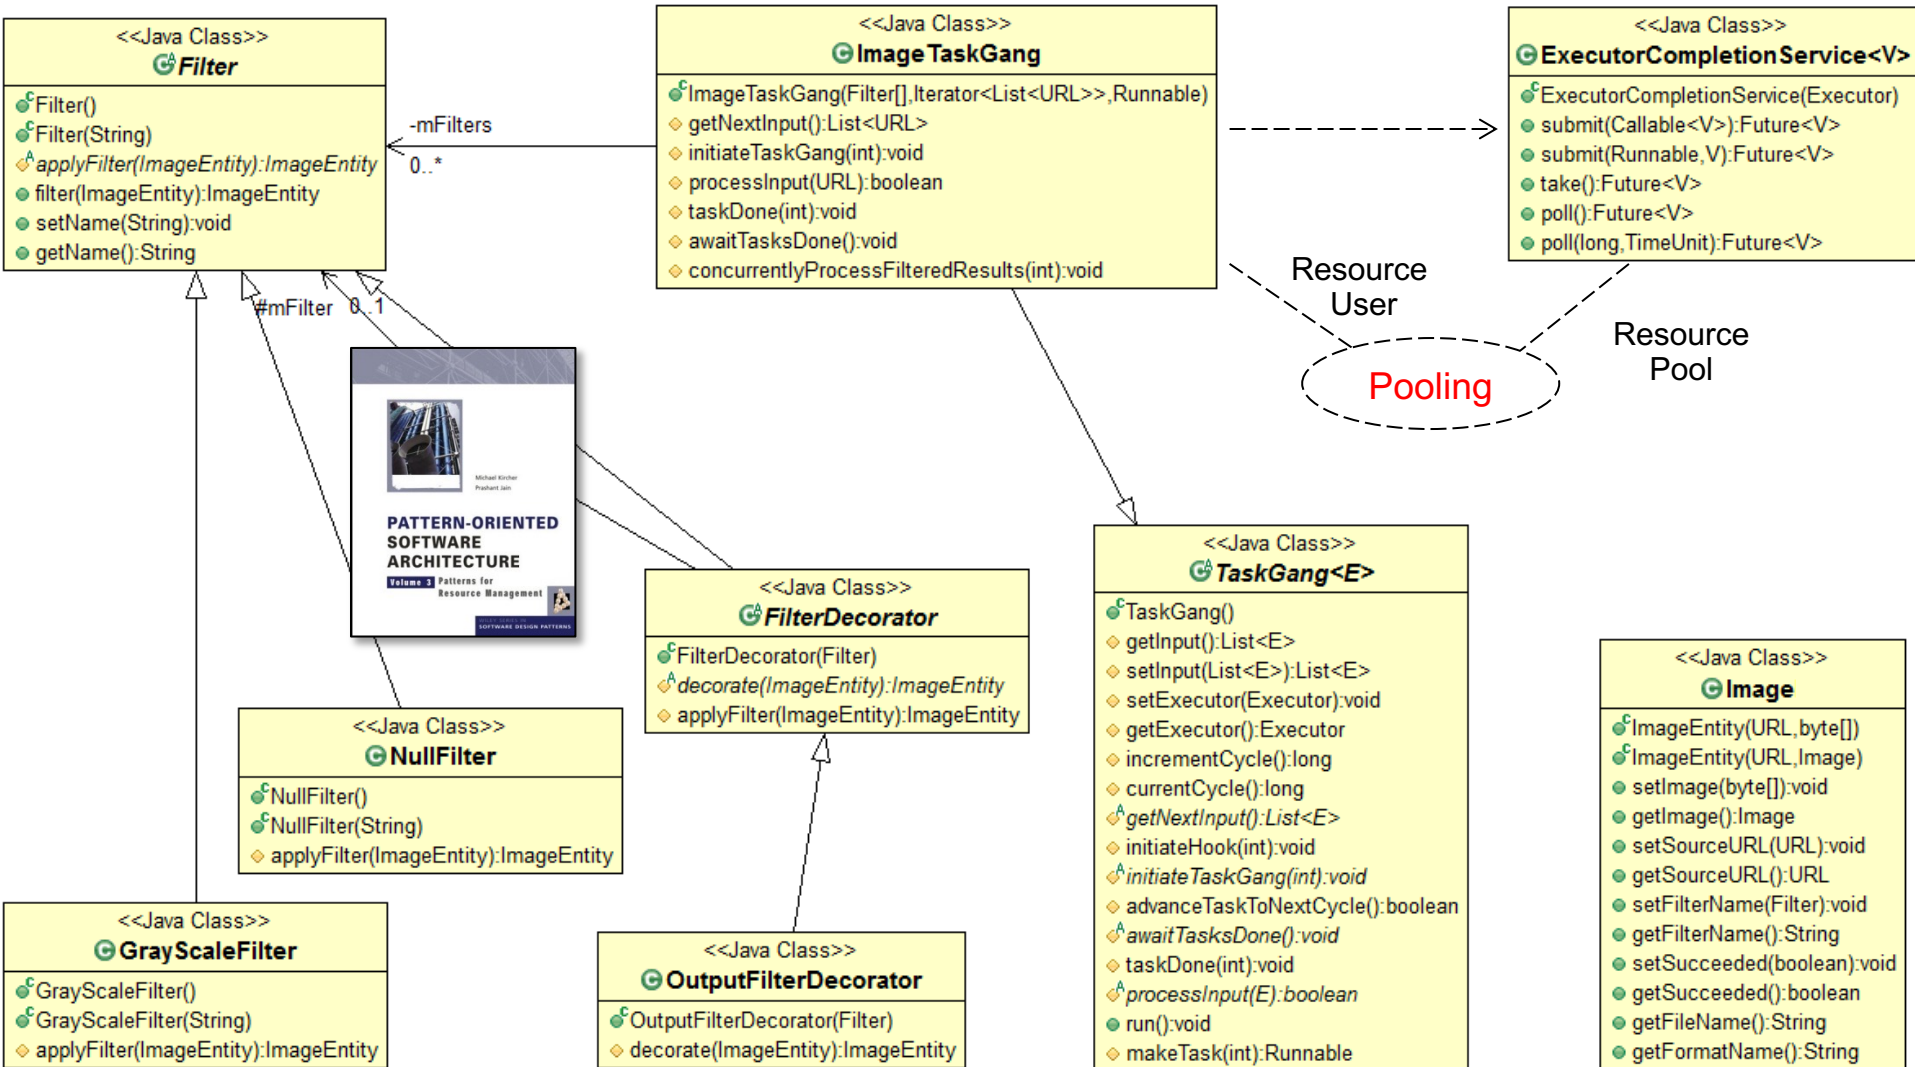 <<Java Class>>
Filter
Filter()
Filter(String)
applyFilter(ImageEntity):ImageEntity
filter(ImageEntity):ImageEntity
setName(String):void
getName():String
-mFilters
0..*
<<Java Class>>
ImageTaskGang
ImageTaskGang(Filter[],Iterator<List<URL>>,Runnable)
getNextInput():List<URL>
initiateTaskGang(int):void
processInput(URL):boolean
taskDone(int):void
awaitTasksDone():void
concurrentlyProcessFilteredResults(int):void
<<Java Class>>
ExecutorCompletionService<V>
ExecutorCompletionService(Executor)
submit(Callable<V>):Future<V>
submit(Runnable,V):Future<V>
take():Future<V>
poll():Future<V>
poll(long,TimeUnit):Future<V>
Resource
User
Resource
Pool
Pooling
#mFilter 0..1
Michael Kircher
Prashant Jain
PATTERN-ORIENTED
SOFTWARE
ARCHITECTURE
Volume 3 Patterns for
Resource Management
WILEY SERIES IN
SOFTWARE DESIGN PATTERNS
<<Java Class>>
FilterDecorator
FilterDecorator(Filter)
decorate(ImageEntity):ImageEntity
applyFilter(ImageEntity):ImageEntity
<<Java Class>>
NullFilter
NullFilter()
NullFilter(String)
applyFilter(ImageEntity):ImageEntity
<<Java Class>>
GrayScaleFilter
GrayScaleFilter()
GrayScaleFilter(String)
applyFilter(ImageEntity):ImageEntity
<<Java Class>>
OutputFilterDecorator
OutputFilterDecorator(Filter)
decorate(ImageEntity):ImageEntity
<<Java Class>>
TaskGang<E>
TaskGang()
getInput():List<E>
setInput(List<E>):List<E>
setExecutor(Executor):void
getExecutor():Executor
incrementCycle():long
currentCycle():long
getNextInput():List<E>
initiateHook(int):void
initiateTaskGang(int):void
advanceTaskToNextCycle():boolean
awaitTasksDone():void
taskDone(int):void
processInput(E):boolean
run():void
makeTask(int):Runnable
<<Java Class>>
Image
ImageEntity(URL,byte[])
ImageEntity(URL,Image)
setImage(byte[]):void
getImage():Image
setSourceURL(URL):void
getSourceURL():URL
setFilterName(Filter):void
getFilterName():String
setSucceeded(boolean):void
getSucceeded():boolean
getFileName():String
getFormatName():String